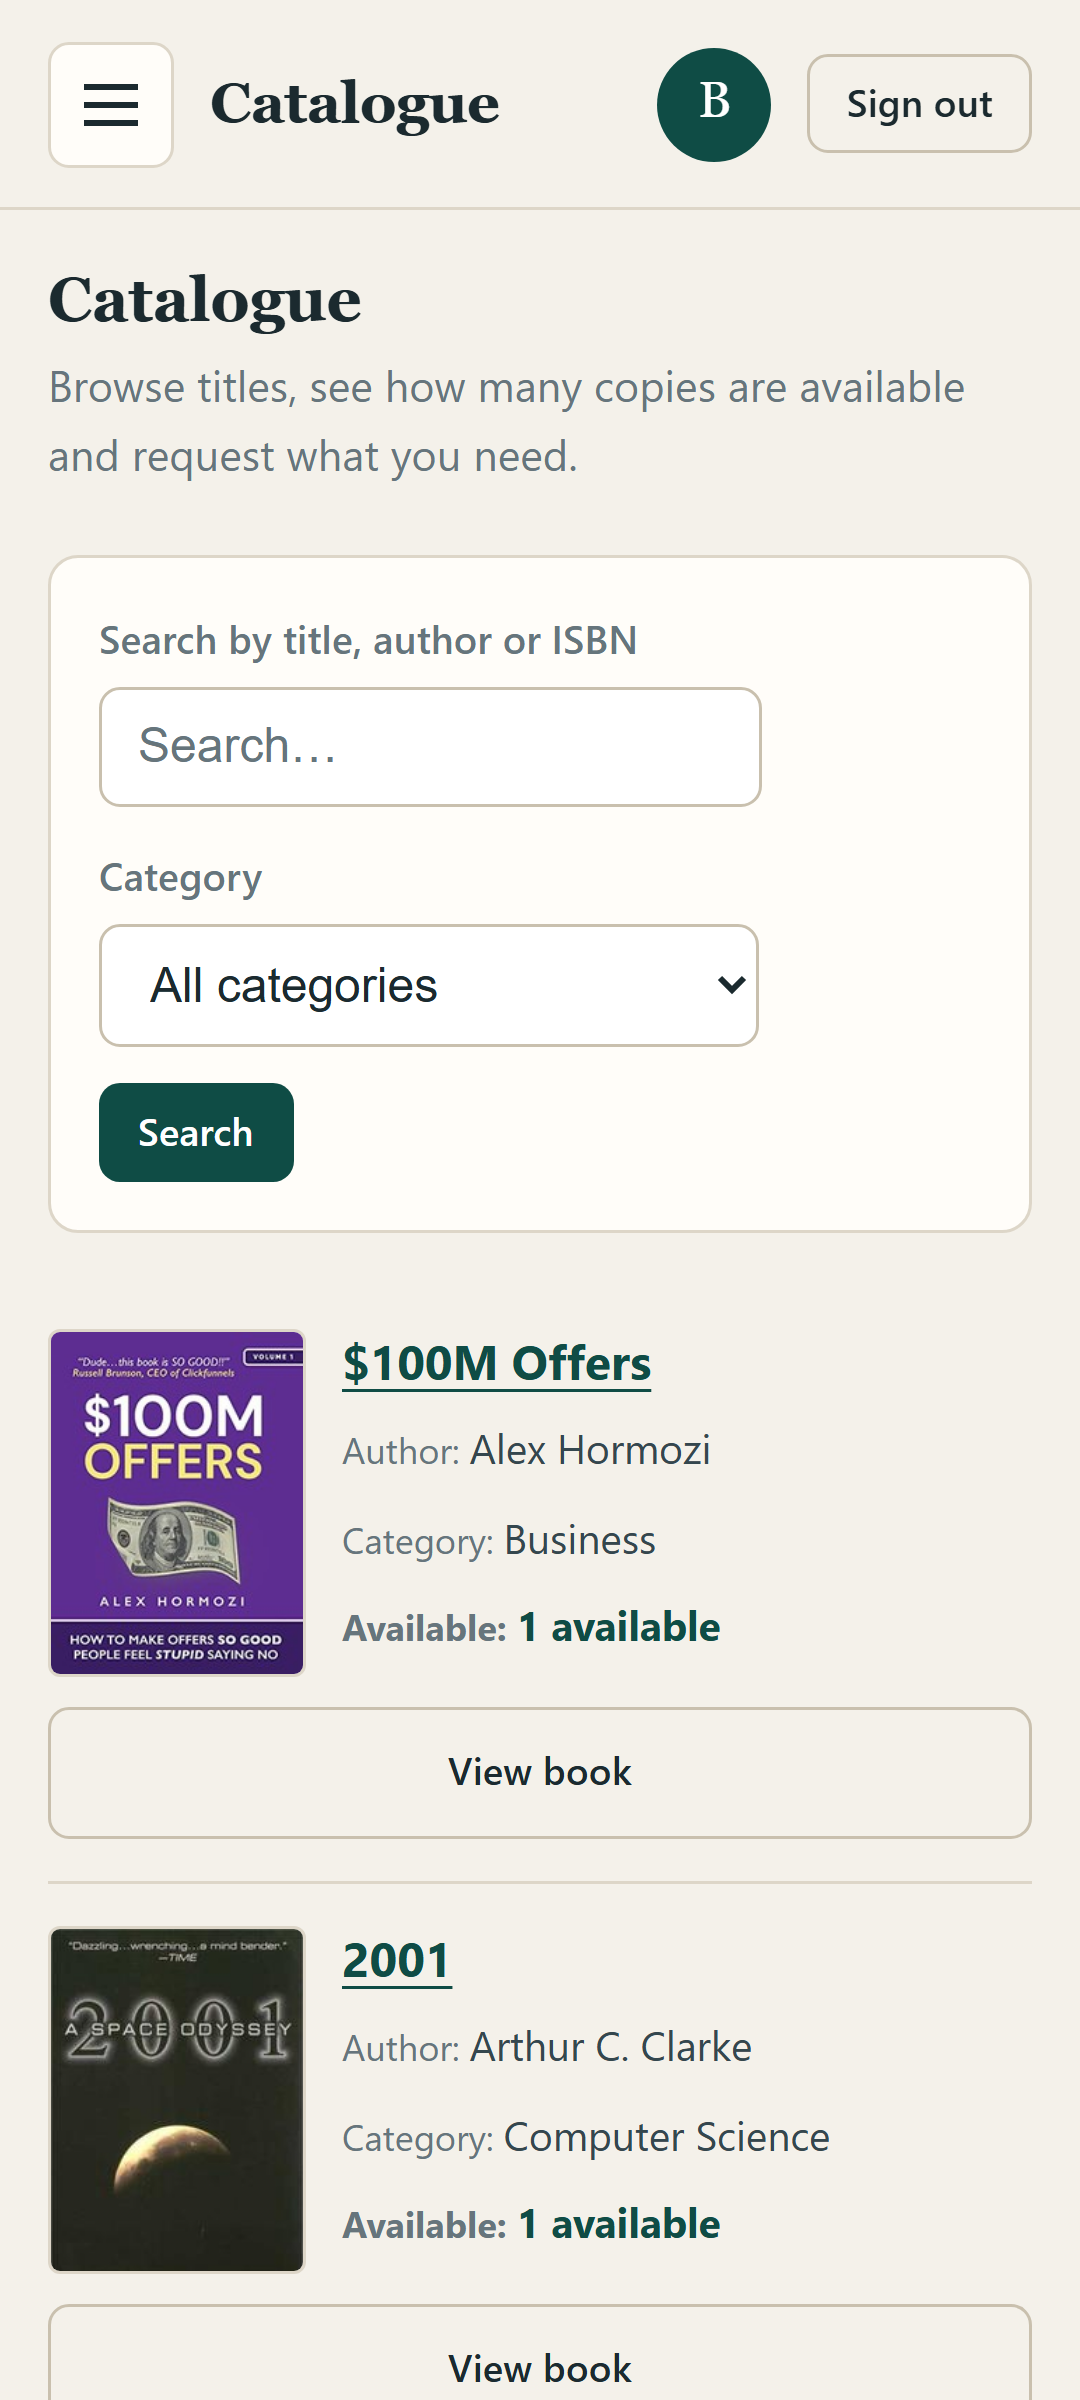 Catalogue
B
Sign out
Catalogue
Browse titles, see how many copies are available
and request what you need.
Search by title, author or ISBN
Search…
Category
All categories
Search
"Dude...this book is SO GOOD!!"
Russell Brunson, CEO of Clickfunnels
VOLUME 1
$100M
OFFERS
ALEX HORMOZI
HOW TO MAKE OFFERS SO GOOD
PEOPLE FEEL STUPID SAYING NO
$100M Offers
Author: Alex Hormozi
Category: Business
Available: 1 available
View book
"Dazzling...wrenching...a mind bender."
—TIME
2001
A SPACE ODYSSEY
2001
Author: Arthur C. Clarke
Category: Computer Science
Available: 1 available
View book